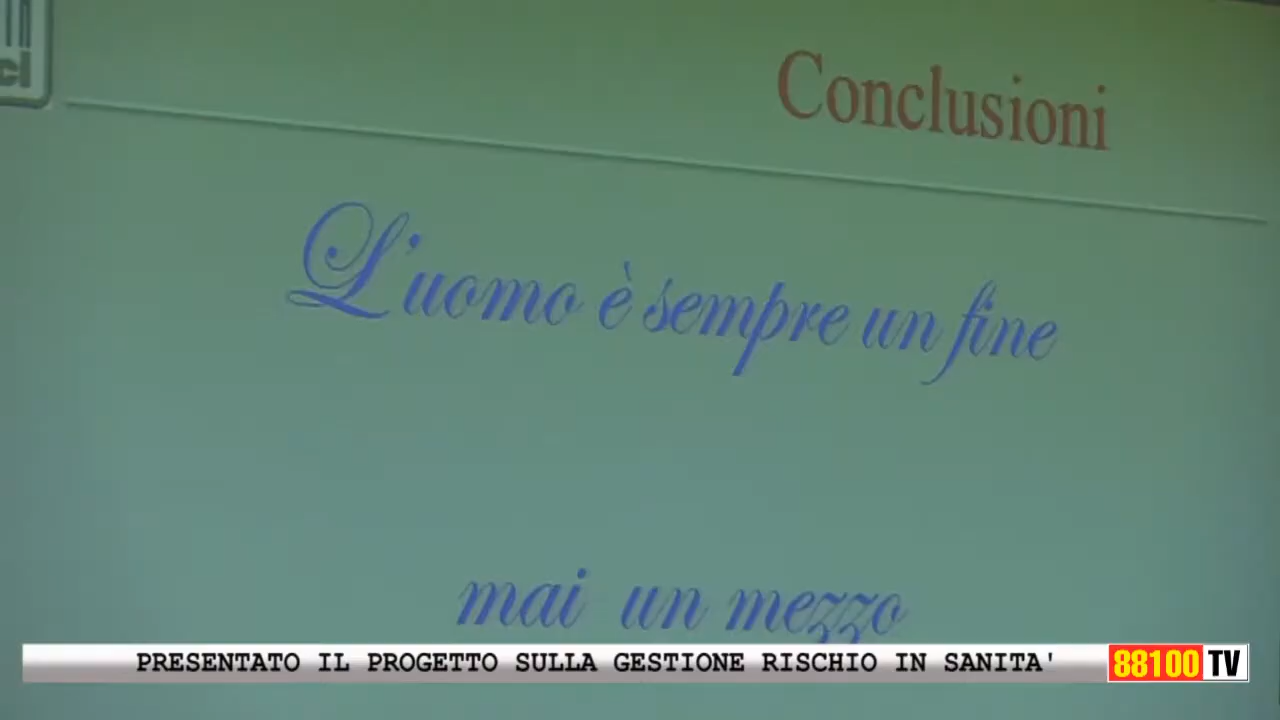 Conclusioni
L'uomo è sempre un fine
mai un mezzo
PRESENTATO IL PROGETTO SULLA GESTIONE RISCHIO IN SANITA'
88100 TV